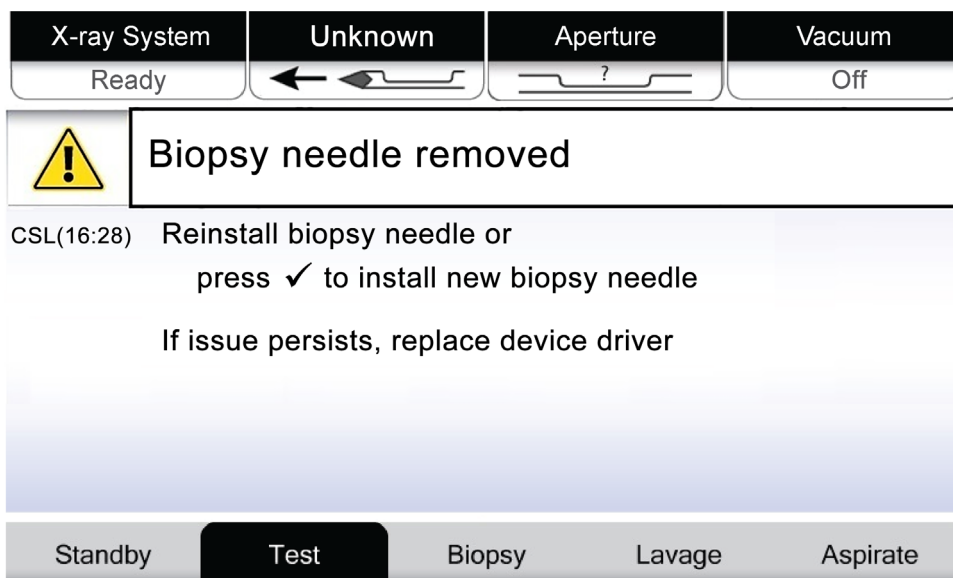 X-ray System
Unknown
Aperture
Vacuum
Ready
?
Off
Biopsy needle removed
CSL(16:28) Reinstall biopsy needle or
press ✓ to install new biopsy needle
If issue persists, replace device driver
Standby
Test
Biopsy
Lavage
Aspirate